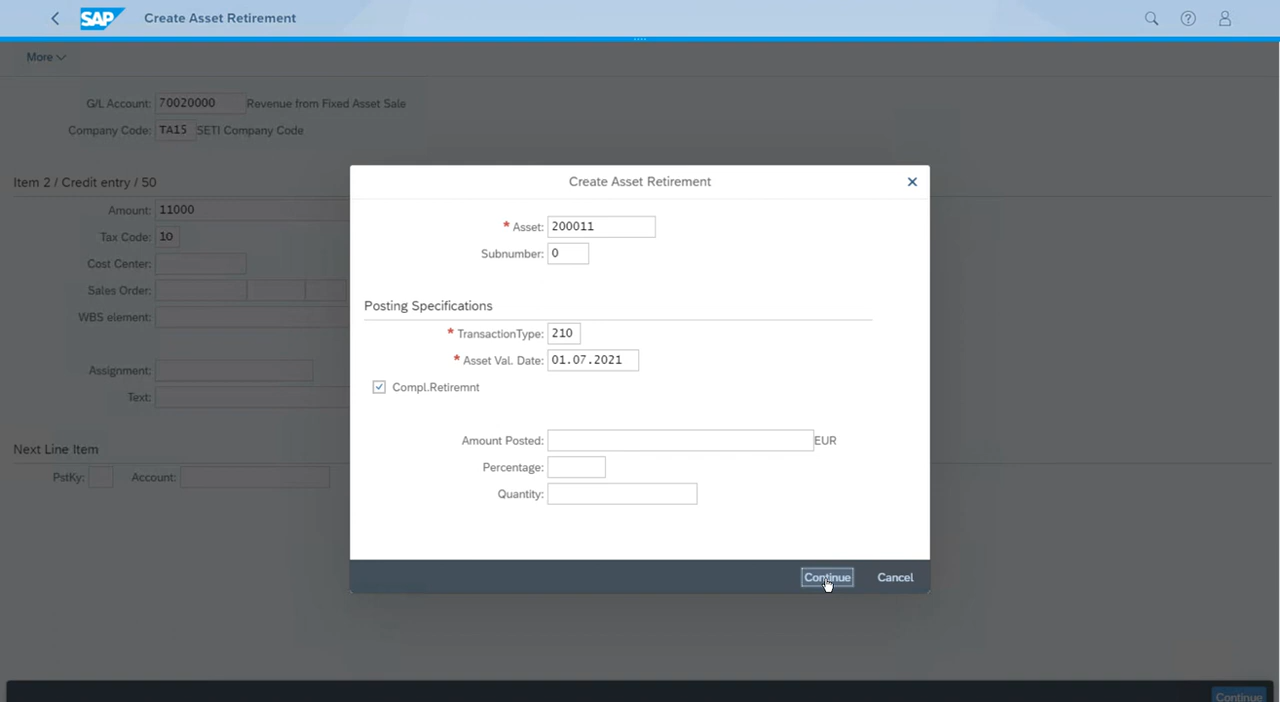 SAP Create Asset Retirement
More
G/L Account: 70020000 Revenue from Fixed Asset Sale
Company Code: TA15 SETI Company Code
Item 2 / Credit entry / 50
Amount: 11000
Tax Code: 10
Cost Center:
Sales Order:
WBS element:
Assignment:
Text:
Next Line Item
PstKy: Account:
Create Asset Retirement
* Asset: 200011
Subnumber: 0
Posting Specifications
* TransactionType: 210
* Asset Val. Date: 01.07.2021
Compl.Retiremnt
Amount Posted: EUR
Percentage:
Quantity:
Continue Cancel
Continue